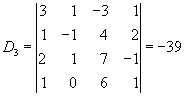 D₃ = | 3 1 −3 1 |
| 1 −1 4 2 |
| 2 1 7 −1 |
| 1 0 6 1 | = −39